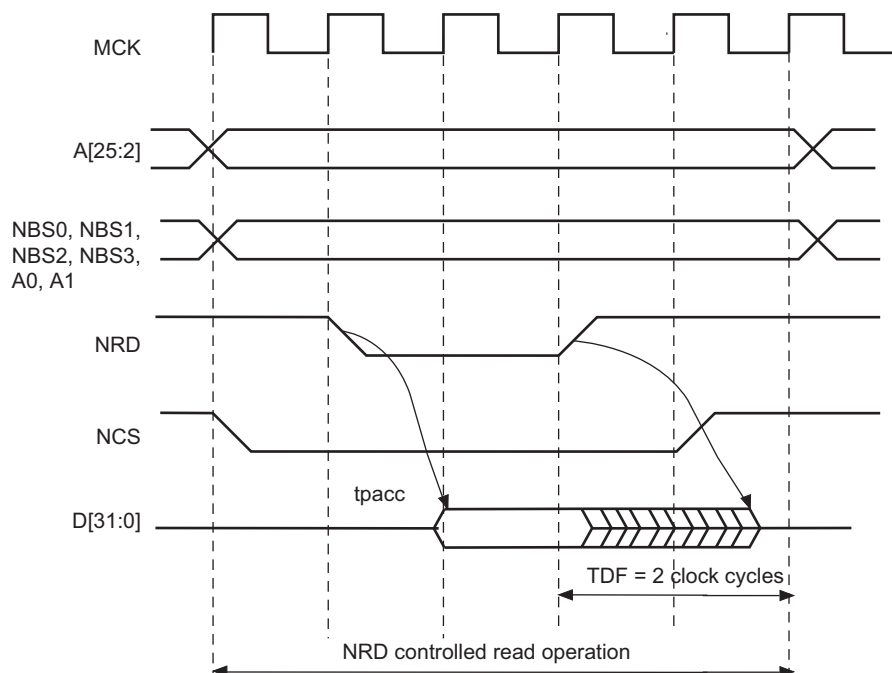 MCK
A[25:2]
NBS0, NBS1,
NBS2, NBS3,
A0, A1
NRD
NCS
tpacc
D[31:0]
TDF = 2 clock cycles
NRD controlled read operation